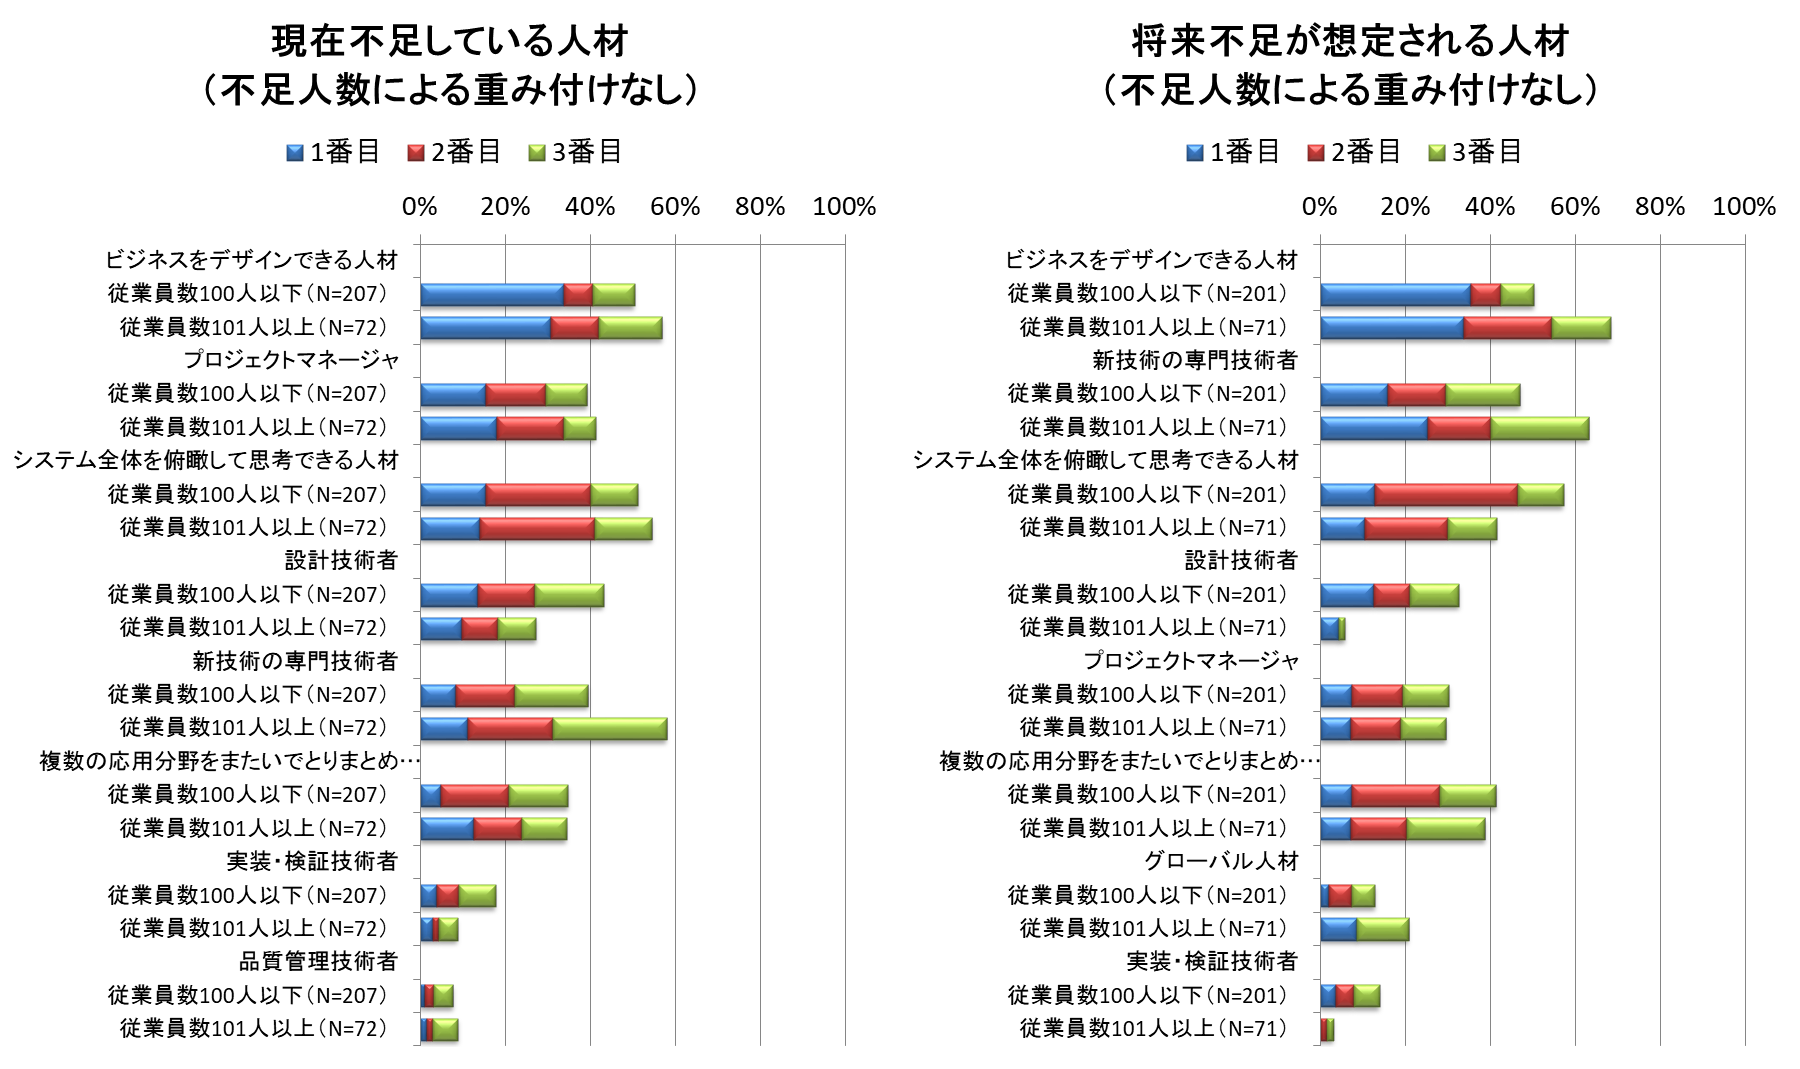 現在不足している人材
（不足人数による重み付けなし）
1番目 2番目 3番目
0% 20% 40% 60% 80% 100%
ビジネスをデザインできる人材
従業員数100人以下（N=207）
従業員数101人以上（N=72）
プロジェクトマネージャ
従業員数100人以下（N=207）
従業員数101人以上（N=72）
システム全体を俯瞰して思考できる人材
従業員数100人以下（N=207）
従業員数101人以上（N=72）
設計技術者
従業員数100人以下（N=207）
従業員数101人以上（N=72）
新技術の専門技術者
従業員数100人以下（N=207）
従業員数101人以上（N=72）
複数の応用分野をまたいでとりまとめ…
従業員数100人以下（N=207）
従業員数101人以上（N=72）
実装・検証技術者
従業員数100人以下（N=207）
従業員数101人以上（N=72）
品質管理技術者
従業員数100人以下（N=207）
従業員数101人以上（N=72）
将来不足が想定される人材
（不足人数による重み付けなし）
1番目 2番目 3番目
0% 20% 40% 60% 80% 100%
ビジネスをデザインできる人材
従業員数100人以下（N=201）
従業員数101人以上（N=71）
新技術の専門技術者
従業員数100人以下（N=201）
従業員数101人以上（N=71）
システム全体を俯瞰して思考できる人材
従業員数100人以下（N=201）
従業員数101人以上（N=71）
設計技術者
従業員数100人以下（N=201）
従業員数101人以上（N=71）
プロジェクトマネージャ
従業員数100人以下（N=201）
従業員数101人以上（N=71）
複数の応用分野をまたいでとりまとめ…
従業員数100人以下（N=201）
従業員数101人以上（N=71）
グローバル人材
従業員数100人以下（N=201）
従業員数101人以上（N=71）
実装・検証技術者
従業員数100人以下（N=201）
従業員数101人以上（N=71）